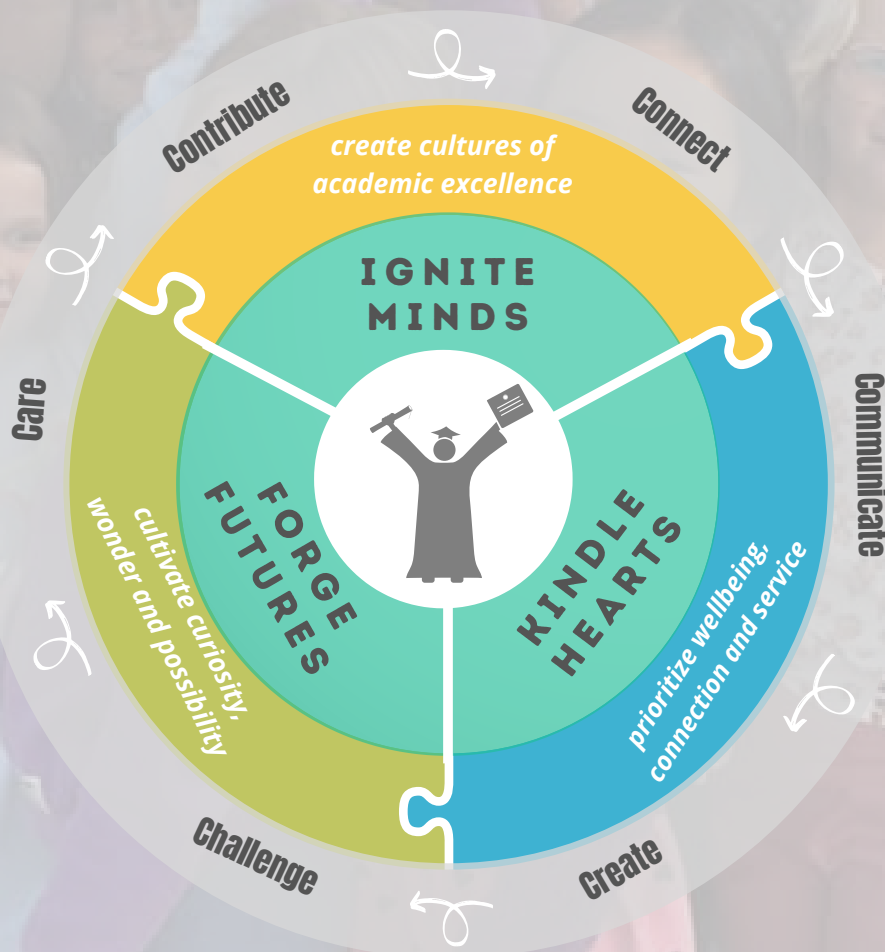 Contribute
Connect
create cultures of
academic excellence
IGNITE
MINDS
Care
Communicate
FORGE
FUTURES
KINDLE
HEARTS
cultivate curiosity,
wonder and possibility
prioritize wellbeing,
connection and service
Challenge
Create